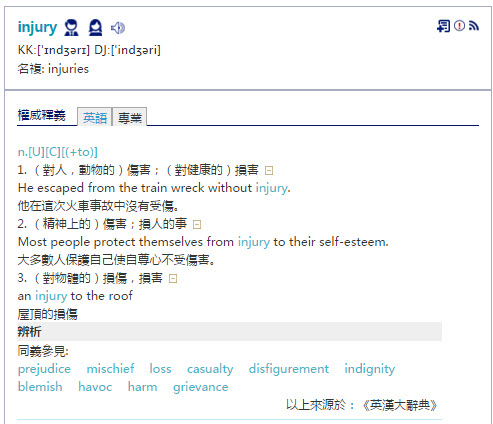 injury
KK:[ˋɪndʒərɪ] DJ:[ˋindʒəri]
名複: injuries
權威釋義 英語 專業
n.[U][C][(+to)]
1. （對人，動物的）傷害；（對健康的）損害
He escaped from the train wreck without injury.
他在這次火車事故中沒有受傷。
2. （精神上的）傷害；損人的事
Most people protect themselves from injury to their self-esteem.
大多數人保護自己使自尊心不受傷害。
3. （對物體的）損傷，損害
an injury to the roof
屋頂的損傷
辨析
同義參見:
prejudice mischief loss casualty disfigurement indignity
blemish havoc harm grievance
以上來源於：《英漢大辭典》